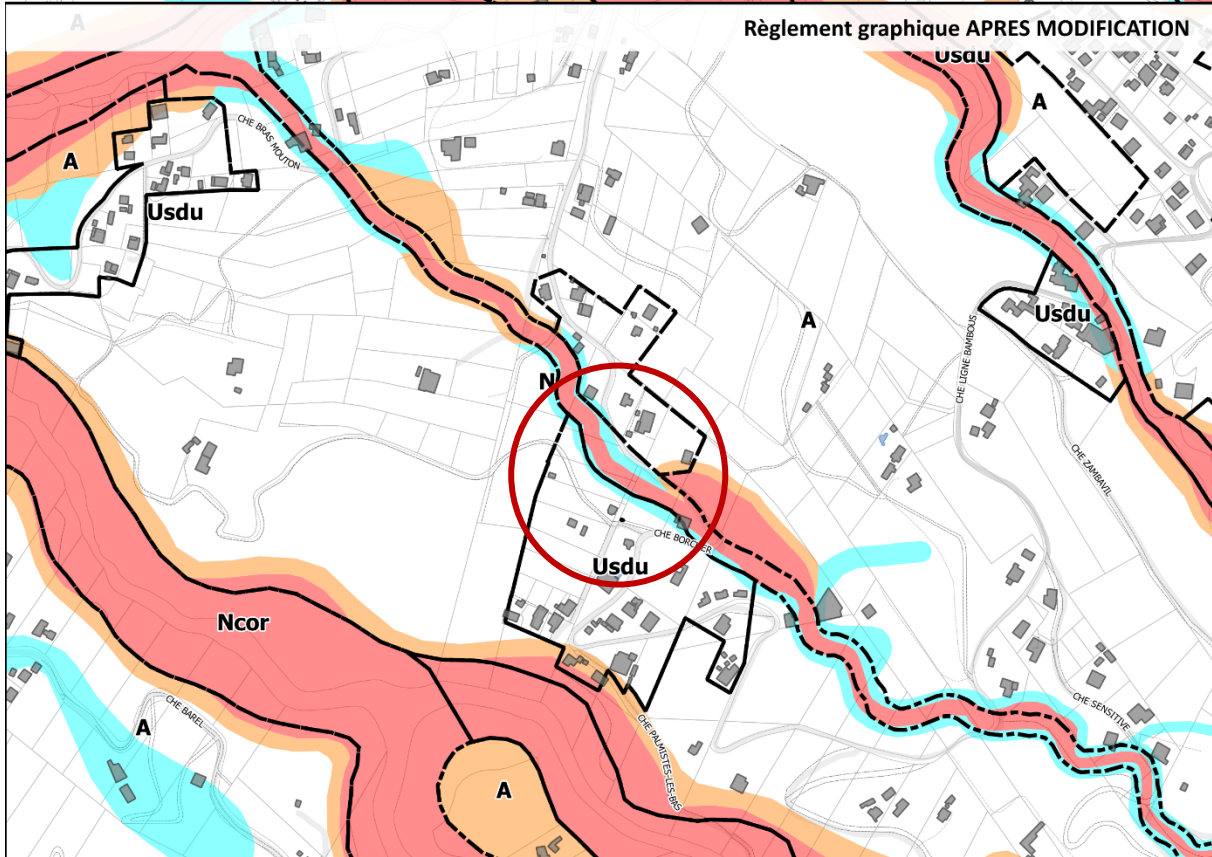 Règlement graphique APRES MODIFICATION
A
Usdu
A
CHE BRAS MOUTON
A
Usdu
A
Usdu
CHE LIGNE BAMBOUS
N
CHE ZAMBAVIL
CHE BORCHER
Usdu
Ncor
CHE SENSITIVE
CHE BAREL
A
CHE PALMISTES-LES-BAS
A